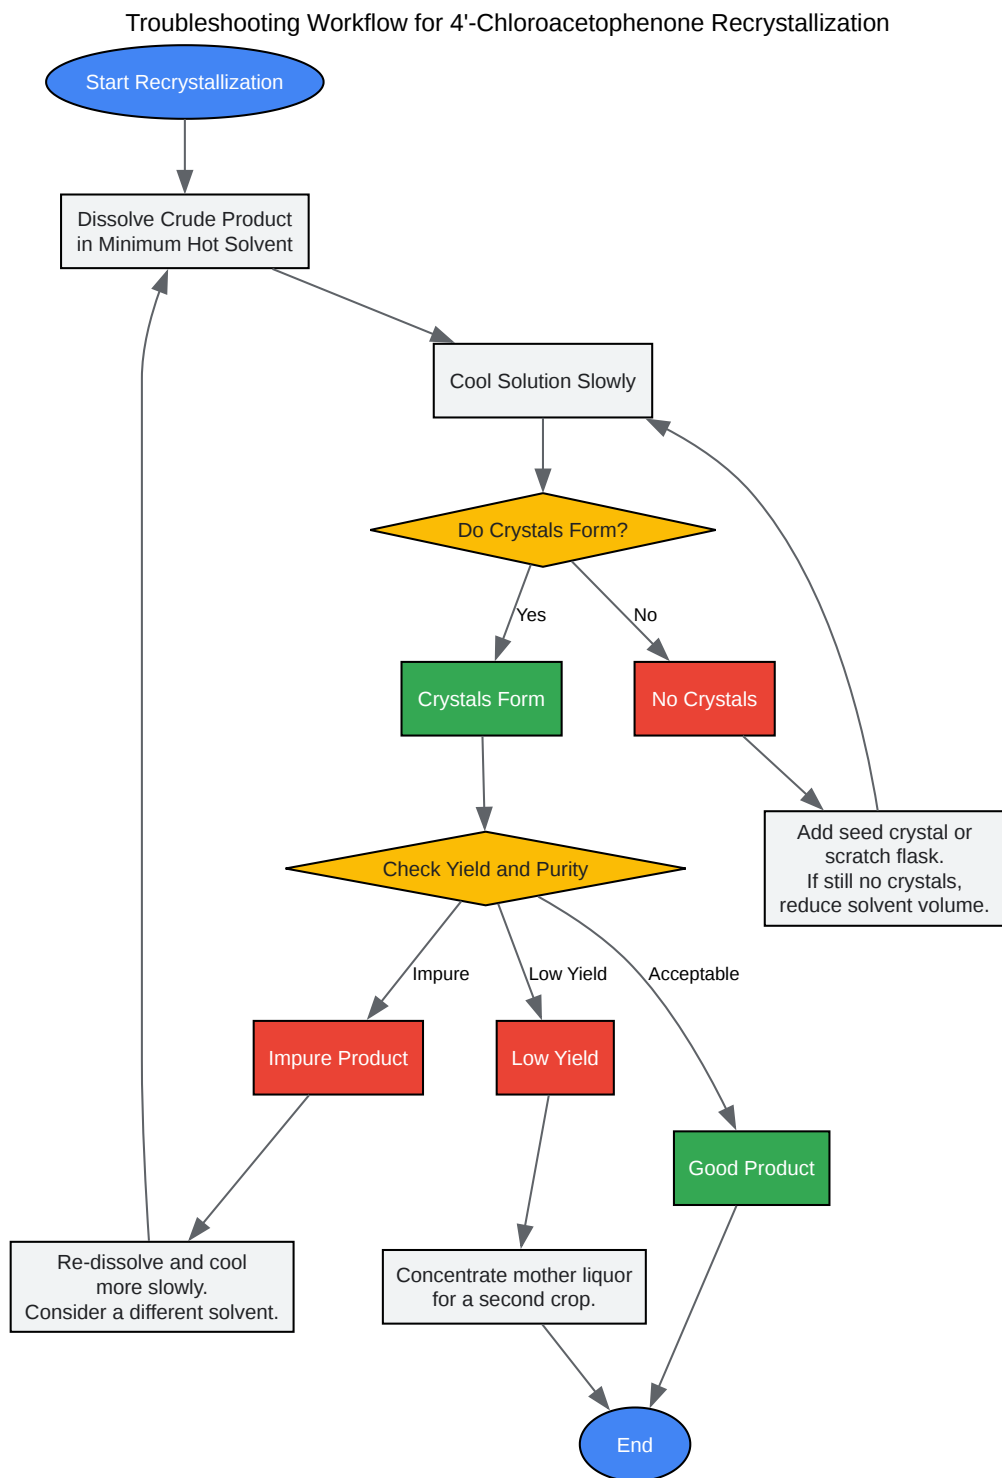 Troubleshooting Workflow for 4'-Chloroacetophenone Recrystallization
Start Recrystallization
Dissolve Crude Product
in Minimum Hot Solvent
Cool Solution Slowly
Do Crystals Form?
Yes
No
Crystals Form
No Crystals
Add seed crystal or
scratch flask.
If still no crystals,
reduce solvent volume.
Check Yield and Purity
Impure
Low Yield
Acceptable
Impure Product
Low Yield
Good Product
Re-dissolve and cool
more slowly.
Consider a different solvent.
Concentrate mother liquor
for a second crop.
End